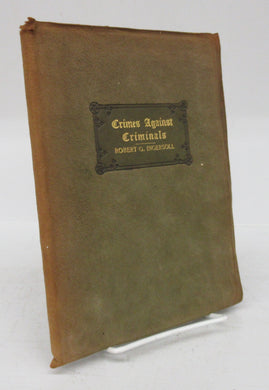 Crimes Against
Criminals
ROBERT G. INGERSOLL